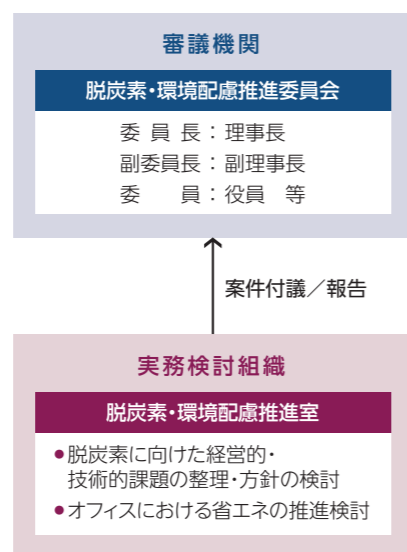 審議機関
脱炭素・環境配慮推進委員会
委員長：理事長
副委員長：副理事長
委　員：役員 等
案件付議／報告
実務検討組織
脱炭素・環境配慮推進室
●脱炭素に向けた経営的・
技術的課題の整理・方針の検討
●オフィスにおける省エネの推進検討